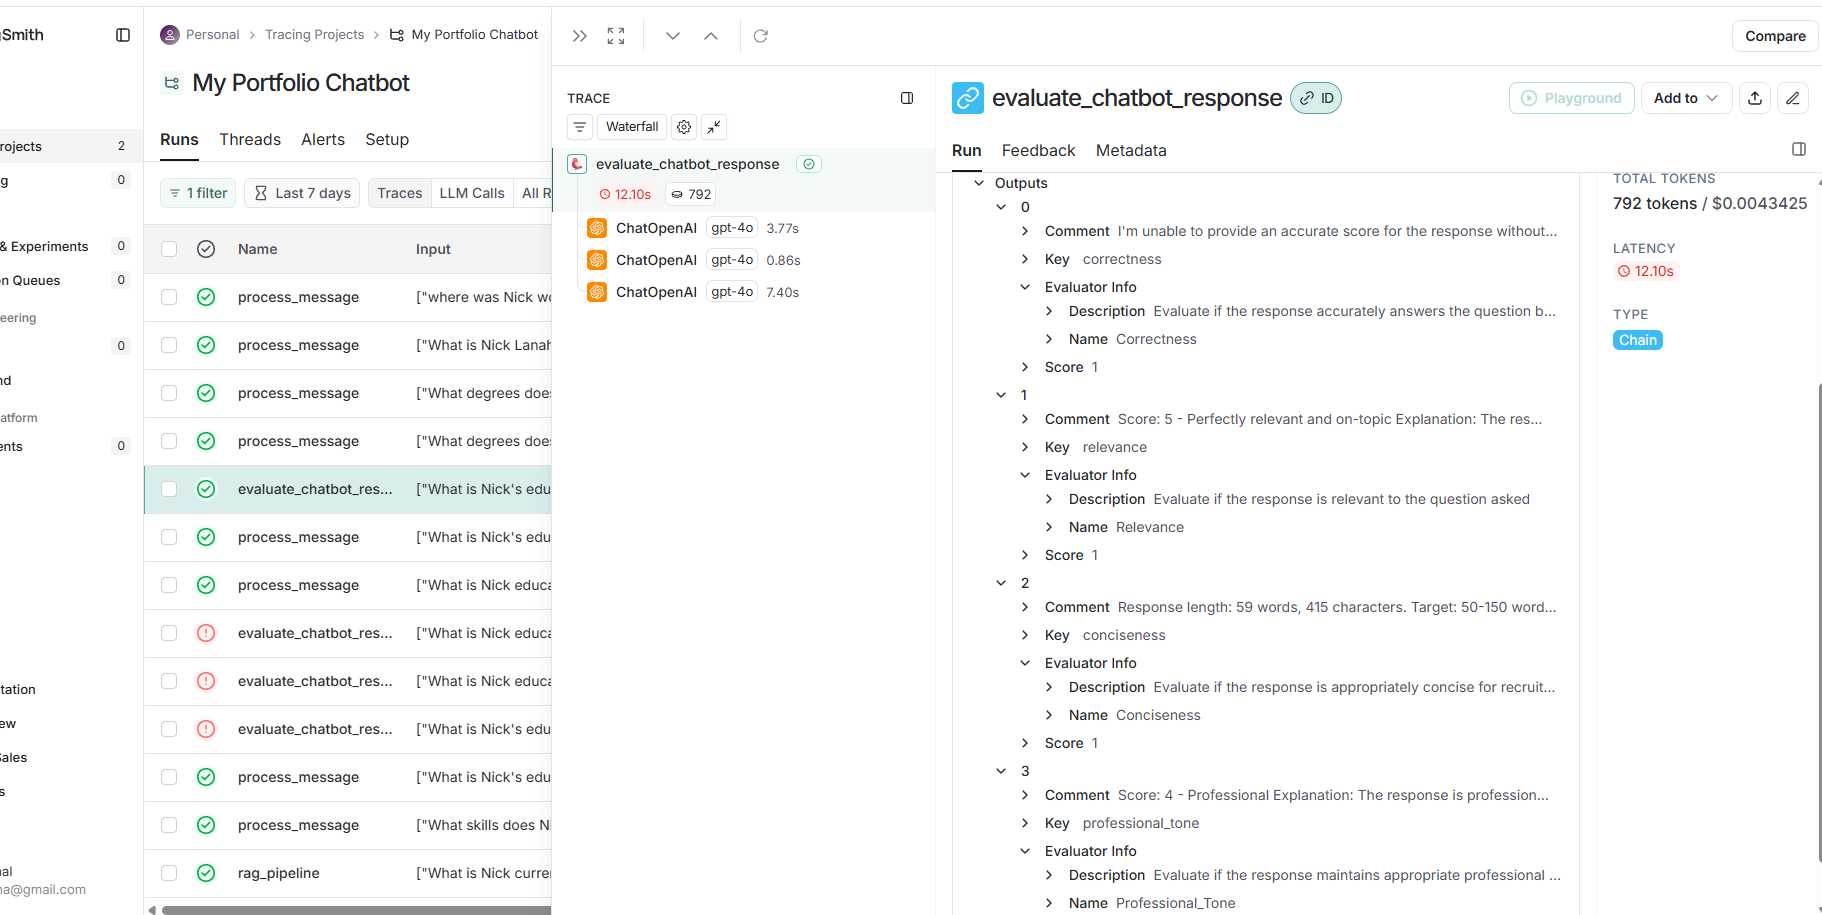 Smith
rojects 2
g 0
& Experiments 0
n Queues 0
eering
0
nd
atform
ents 0
tation
ew
Sales
s
nal
na@gmail.com
Personal > Tracing Projects > My Portfolio Chatbot
My Portfolio Chatbot
Runs Threads Alerts Setup
1 filter Last 7 days Traces LLM Calls All R
Name Input
process_message ["where was Nick wo
process_message ["What is Nick Lanah
process_message ["What degrees does
process_message ["What degrees does
evaluate_chatbot_res... ["What is Nick's edu
process_message ["What is Nick's edu
process_message ["What is Nick educa
evaluate_chatbot_res... ["What is Nick educa
evaluate_chatbot_res... ["What is Nick educa
evaluate_chatbot_res... ["What is Nick's edu
process_message ["What is Nick's edu
process_message ["What skills does Ni
rag_pipeline ["What is Nick curre
TRACE
Waterfall
evaluate_chatbot_response
12.10s 792
ChatOpenAI gpt-4o 3.77s
ChatOpenAI gpt-4o 0.86s
ChatOpenAI gpt-4o 7.40s
Compare
evaluate_chatbot_response ID
Playground Add to
Run Feedback Metadata
Outputs
0
Comment I'm unable to provide an accurate score for the response without...
Key correctness
Evaluator Info
Description Evaluate if the response accurately answers the question b...
Name Correctness
Score 1
1
Comment Score: 5 - Perfectly relevant and on-topic Explanation: The res...
Key relevance
Evaluator Info
Description Evaluate if the response is relevant to the question asked
Name Relevance
Score 1
2
Comment Response length: 59 words, 415 characters. Target: 50-150 word...
Key conciseness
Evaluator Info
Description Evaluate if the response is appropriately concise for recruit...
Name Conciseness
Score 1
3
Comment Score: 4 - Professional Explanation: The response is profession...
Key professional_tone
Evaluator Info
Description Evaluate if the response maintains appropriate professional ...
Name Professional_Tone
TOTAL TOKENS
792 tokens / $0.0043425
LATENCY
12.10s
TYPE
Chain